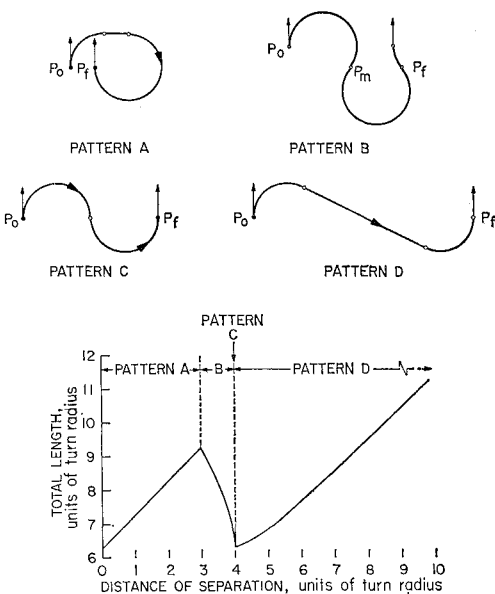 Po Pf
PATTERN A
Po Pm Pf
PATTERN B
Po Pf
PATTERN C
Po Pf
PATTERN D
PATTERN
C
PATTERN A B PATTERN D
TOTAL LENGTH,
units of turn radius
12
11
10
9
8
7
6
0 1 2 3 4 5 6 7 8 9 10
DISTANCE OF SEPARATION, units of turn radius